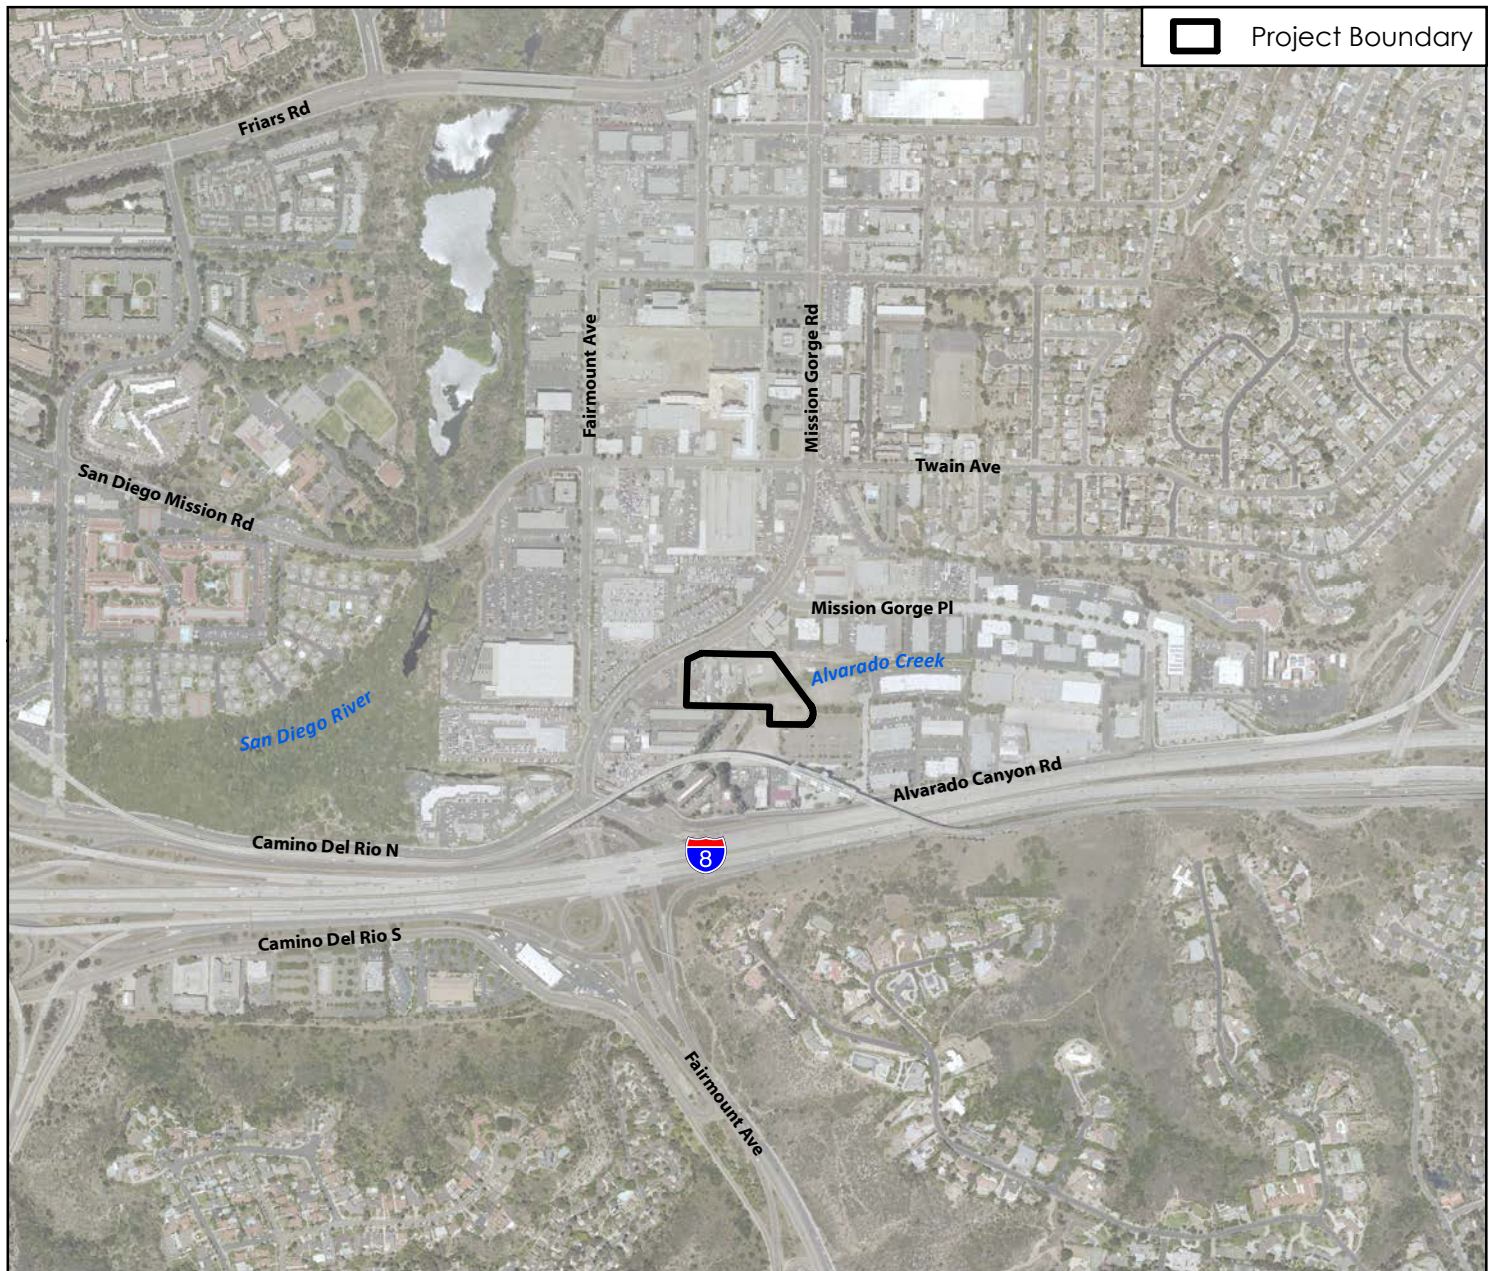 Project Boundary
Friars Rd
Fairmount Ave
Mission Gorge Rd
Twain Ave
San Diego Mission Rd
Mission Gorge Pl
Alvarado Creek
San Diego River
Alvarado Canyon Rd
Camino Del Rio N
8
Camino Del Rio S
Fairmount Ave